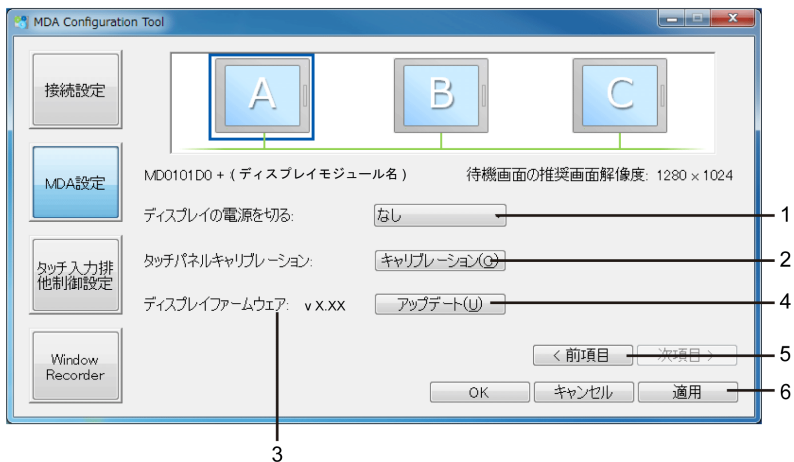 MDA Configuration Tool
A
B
C
接続設定
MDA設定
タッチ入力排
他制御設定
Window
Recorder
MD0101D0 + ( ディスプレイモジュール名 )
待機画面の推奨画面解像度: 1280 × 1024
ディスプレイの電源を切る: なし
1
タッチパネルキャリブレーション: キャリブレーション(C)
2
ディスプレイファームウェア: v X.XX アップデート(U)
4
< 前項目 次項目 >
5
OK キャンセル 適用
6
3